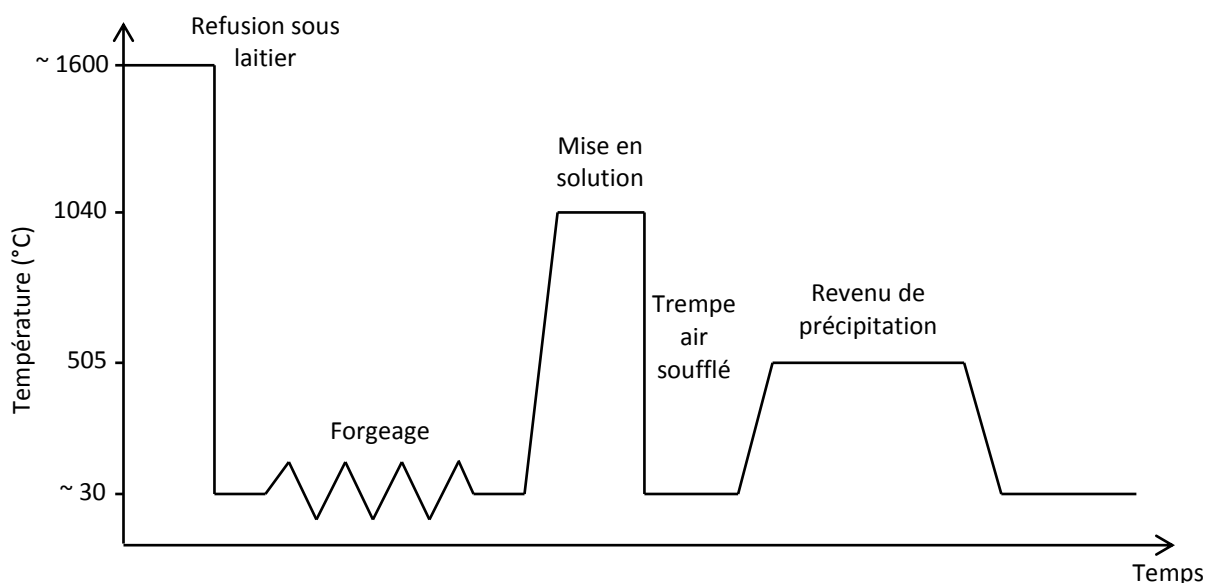 Refusion sous
laitier
~ 1600
Mise en
solution
1040
Trempe
air
soufflé
Revenu de
précipitation
505
Température (°C)
Forgeage
~ 30
Temps